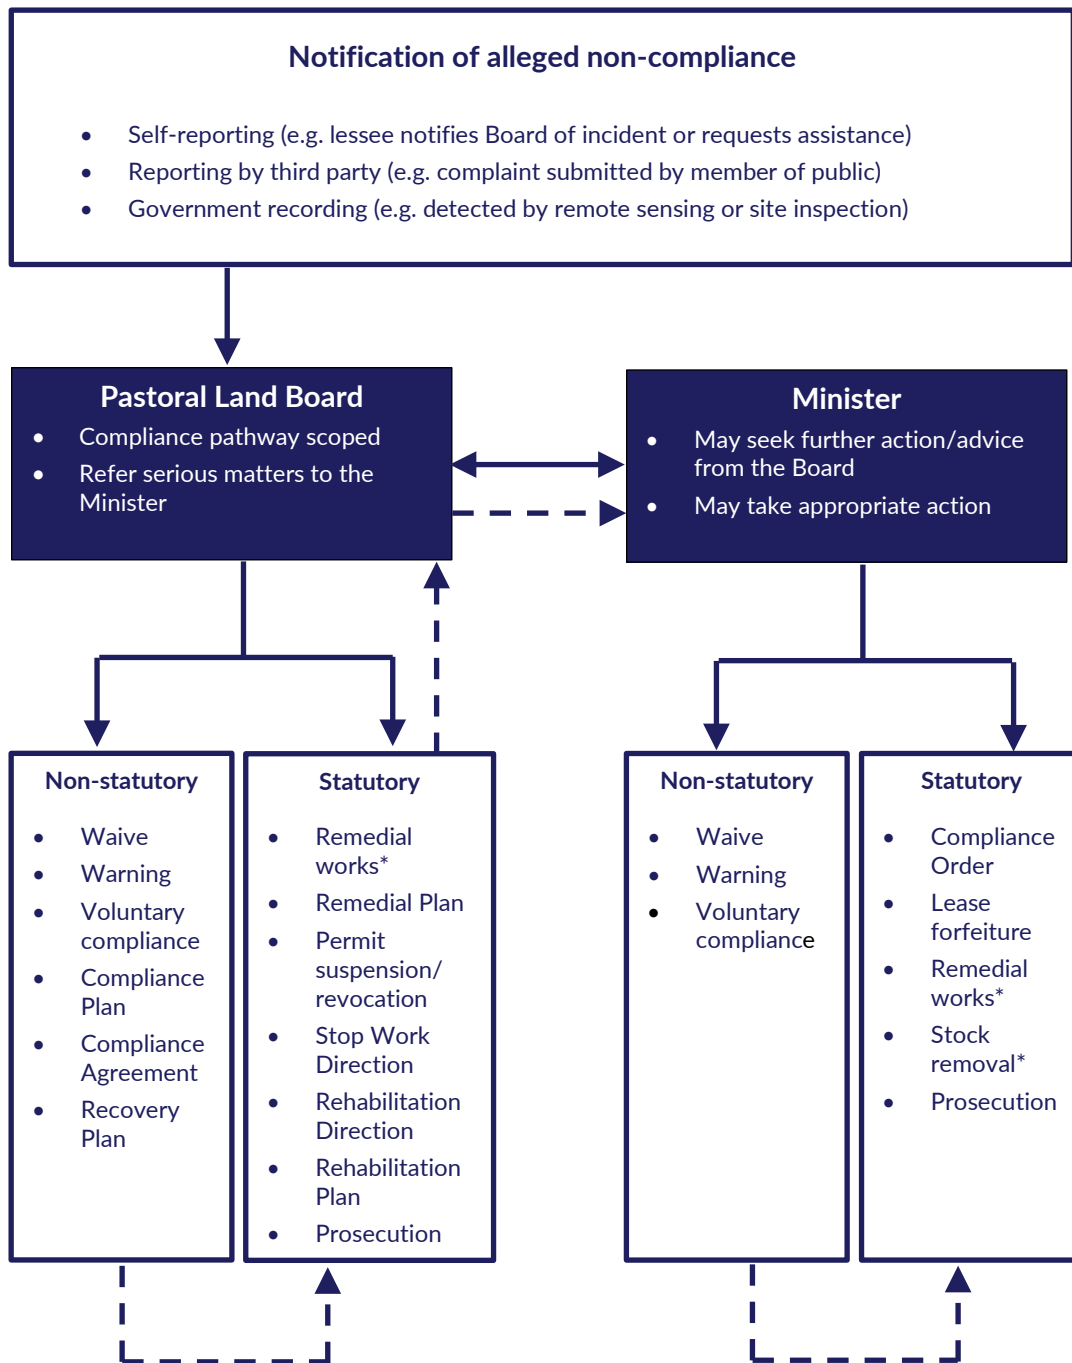 Notification of alleged non-compliance
• Self-reporting (e.g. lessee notifies Board of incident or requests assistance)
• Reporting by third party (e.g. complaint submitted by member of public)
• Government recording (e.g. detected by remote sensing or site inspection)
Pastoral Land Board
• Compliance pathway scoped
• Refer serious matters to the
Minister
Minister
• May seek further action/advice
from the Board
• May take appropriate action
Non-statutory
• Waive
• Warning
• Voluntary
compliance
• Compliance
Plan
• Compliance
Agreement
• Recovery
Plan
Statutory
• Remedial
works*
• Remedial Plan
• Permit
suspension/
revocation
• Stop Work
Direction
• Rehabilitation
Direction
• Rehabilitation
Plan
• Prosecution
Non-statutory
• Waive
• Warning
• Voluntary
compliance
Statutory
• Compliance
Order
• Lease
forfeiture
• Remedial
works*
• Stock
removal*
• Prosecution